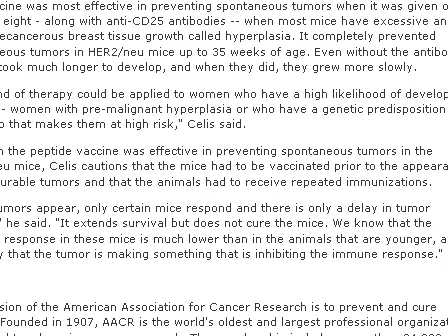 cine was most effective in preventing spontaneous tumors when it was given o
eight - along with anti-CD25 antibodies -- when most mice have excessive an
ecancerous breast tissue growth called hyperplasia. It completely prevented
eous tumors in HER2/neu mice up to 35 weeks of age. Even without the antibo
took much longer to develop, and when they did, they grew more slowly.
nd of therapy could be applied to women who have a high likelihood of develop
- women with pre-malignant hyperplasia or who have a genetic predisposition
o that makes them at high risk," Celis said.
n the peptide vaccine was effective in preventing spontaneous tumors in the
eu mice, Celis cautions that the mice had to be vaccinated prior to the appeara
urable tumors and that the animals had to receive repeated immunizations.
umors appear, only certain mice respond and there is only a delay in tumor
" he said. "It extends survival but does not cure the mice. We know that the
response in these mice is much lower than in the animals that are younger, a
y that the tumor is making something that is inhibiting the immune response."
sion of the American Association for Cancer Research is to prevent and cure
Founded in 1907, AACR is the world's oldest and largest professional organizat